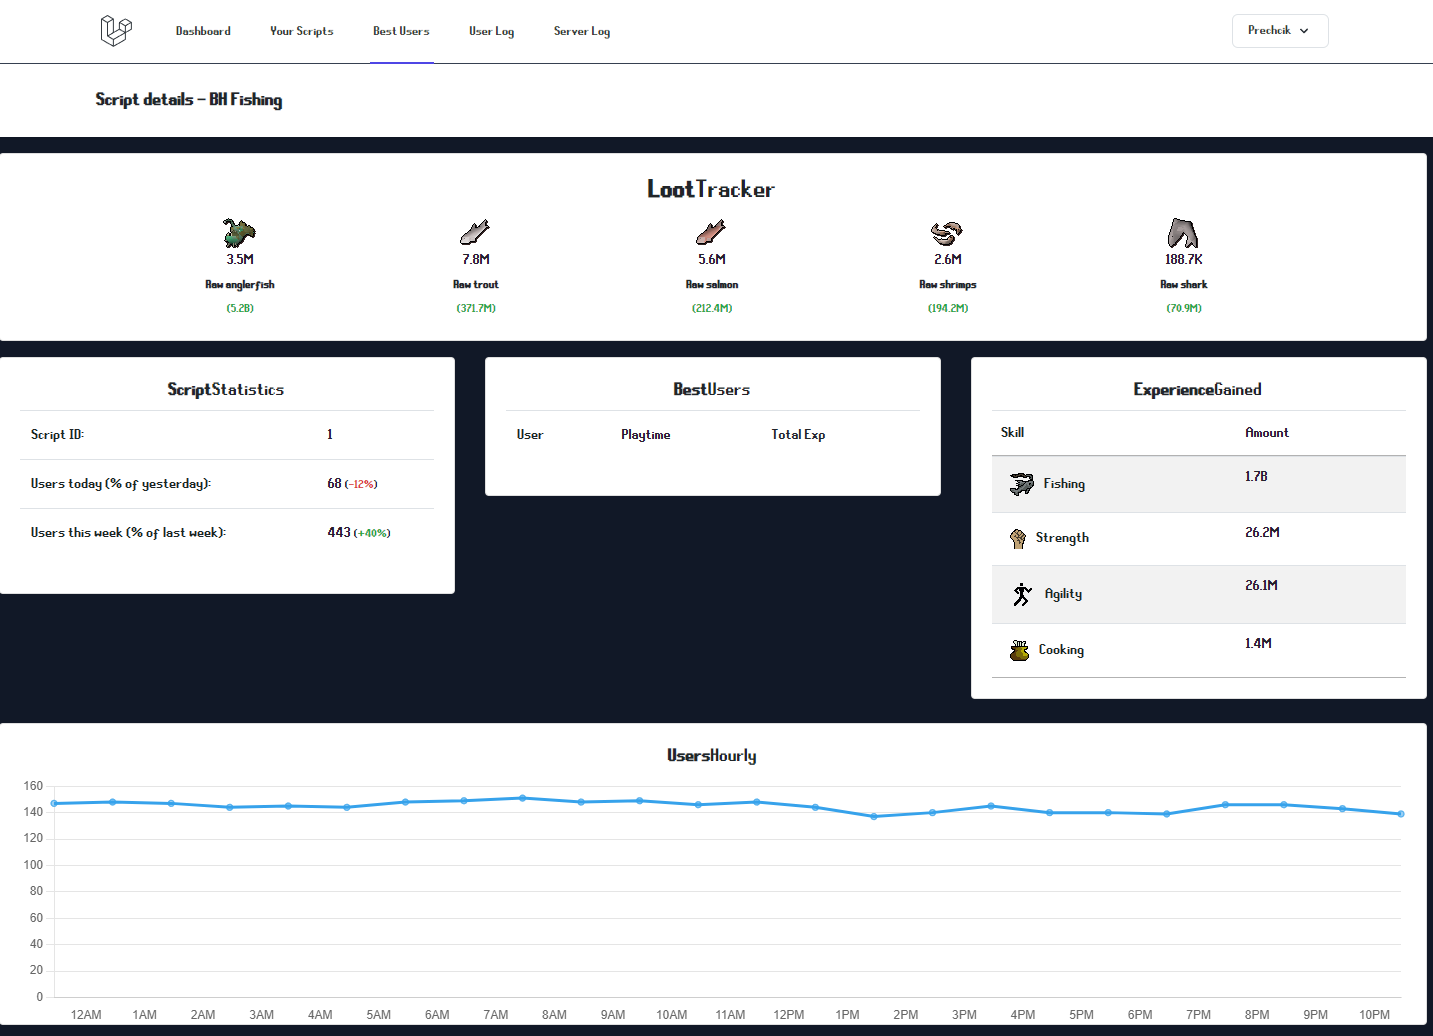 Dashboard Your Scripts Best Users User Log Server Log Prechcik
Script details - BH Fishing
LootTracker
3.5M 7.8M 5.6M 2.6M 188.7K
Raw anglerfish Raw trout Raw salmon Raw shrimps Raw shark
(5.2B) (371.7M) (212.4M) (194.2M) (70.9M)
ScriptStatistics
Script ID: 1
Users today (% of yesterday): 68 (-12%)
Users this week (% of last week): 443 (+40%)
BestUsers
User Playtime Total Exp
ExperienceGained
Skill Amount
Fishing 1.7B
Strength 26.2M
Agility 26.1M
Cooking 1.4M
UsersHourly
160
140
120
100
80
60
40
20
0
12AM 1AM 2AM 3AM 4AM 5AM 6AM 7AM 8AM 9AM 10AM 11AM 12PM 1PM 2PM 3PM 4PM 5PM 6PM 7PM 8PM 9PM 10PM